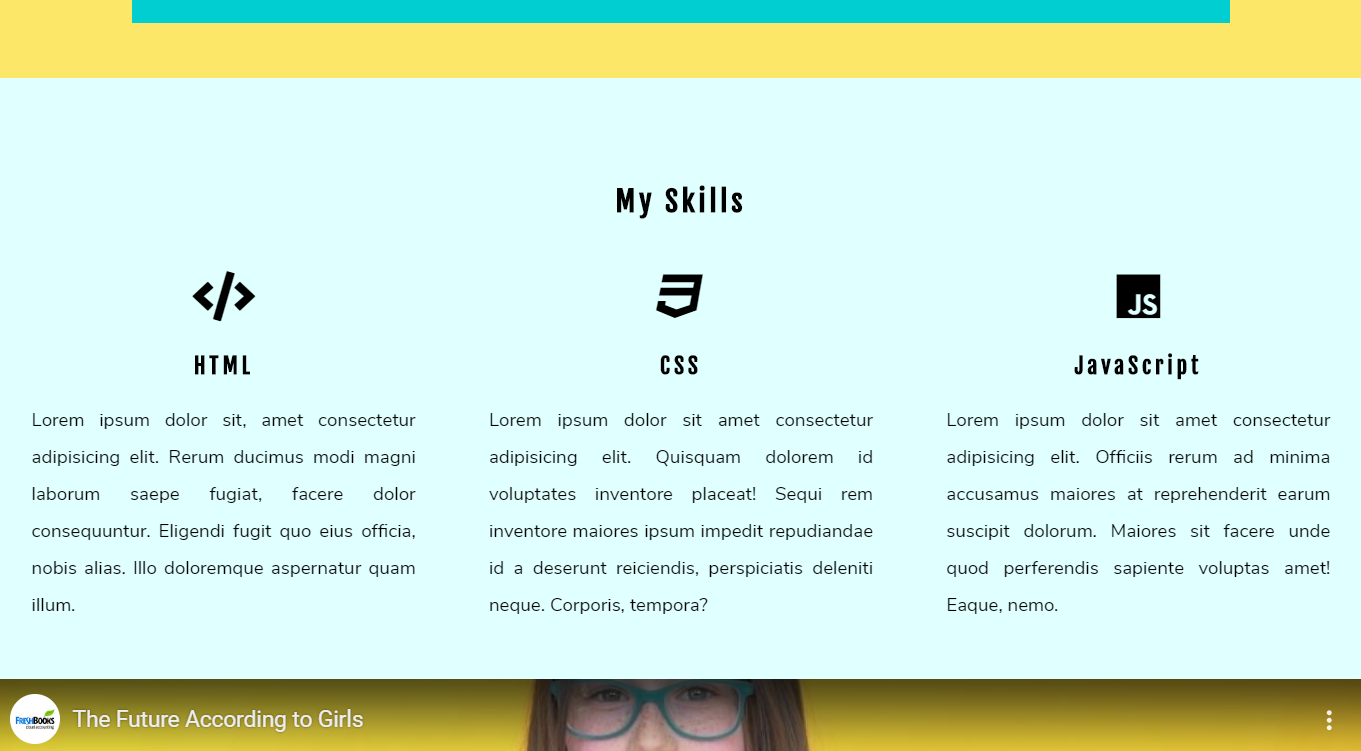 My Skills
HTML
Lorem ipsum dolor sit, amet consectetur
adipisicing elit. Rerum ducimus modi magni
laborum saepe fugiat, facere dolor
consequuntur. Eligendi fugit quo eius officia,
nobis alias. Illo doloremque aspernatur quam
illum.
CSS
Lorem ipsum dolor sit amet consectetur
adipisicing elit. Quisquam dolorem id
voluptates inventore placeat! Sequi rem
inventore maiores ipsum impedit repudiandae
id a deserunt reiciendis, perspiciatis deleniti
neque. Corporis, tempora?
JS
JavaScript
Lorem ipsum dolor sit amet consectetur
adipisicing elit. Officiis rerum ad minima
accusamus maiores at reprehenderit earum
suscipit dolorum. Maiores sit facere unde
quod perferendis sapiente voluptas amet!
Eaque, nemo.
FRESHBOOKS
cloud accounting
The Future According to Girls